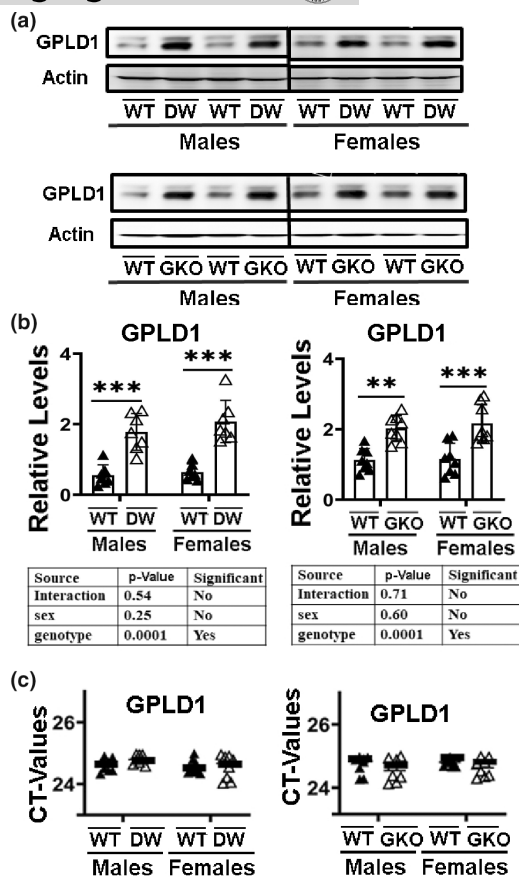 (a)
GPLD1
Actin
WT DW WT DW WT DW WT DW
Males Females
GPLD1
Actin
WT GKO WT GKO WT GKO WT GKO
Males Females
(b)
GPLD1
Relative Levels
4
2
0
*** ***
WT DW WT DW
Males Females
Source p-Value Significant
Interaction 0.54 No
sex 0.25 No
genotype 0.0001 Yes
GPLD1
Relative Levels
4
2
0
** ***
WT GKO WT GKO
Males Females
Source p-Value Significant
Interaction 0.71 No
sex 0.60 No
genotype 0.0001 Yes
(c)
GPLD1
CT-Values
26
24
WT DW WT DW
Males Females
GPLD1
CT-Values
26
24
WT GKO WT GKO
Males Females